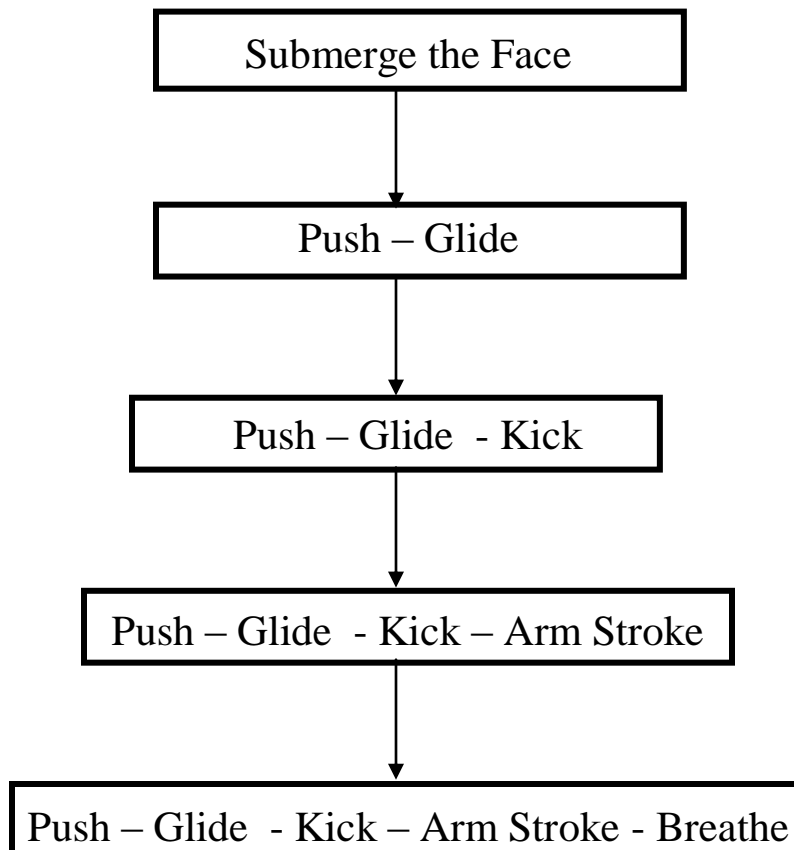 Submerge the Face
Push – Glide
Push – Glide - Kick
Push – Glide - Kick – Arm Stroke
Push – Glide - Kick – Arm Stroke - Breathe